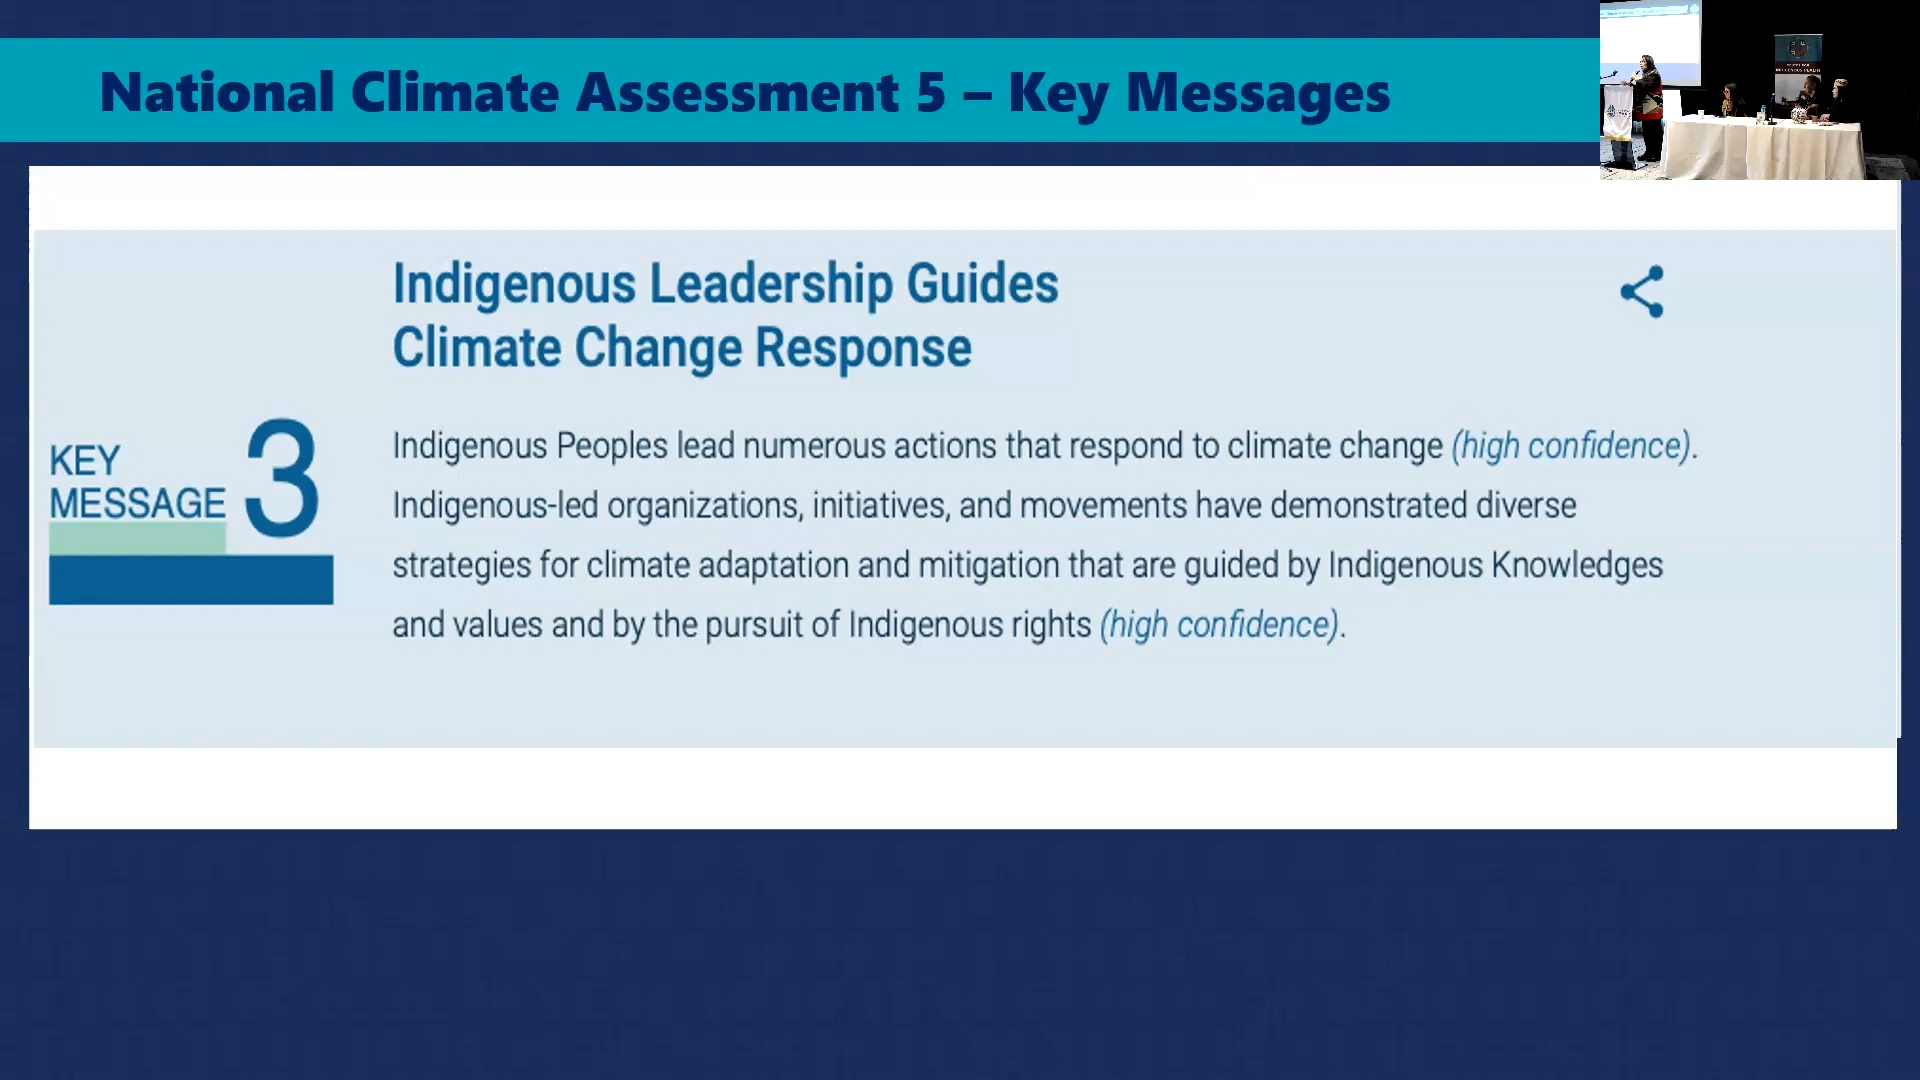 National Climate Assessment 5 – Key Messages
Indigenous Leadership Guides
Climate Change Response
KEY
MESSAGE 3
Indigenous Peoples lead numerous actions that respond to climate change (high confidence).
Indigenous-led organizations, initiatives, and movements have demonstrated diverse
strategies for climate adaptation and mitigation that are guided by Indigenous Knowledges
and values and by the pursuit of Indigenous rights (high confidence).
INDIGENOUS HEALTH